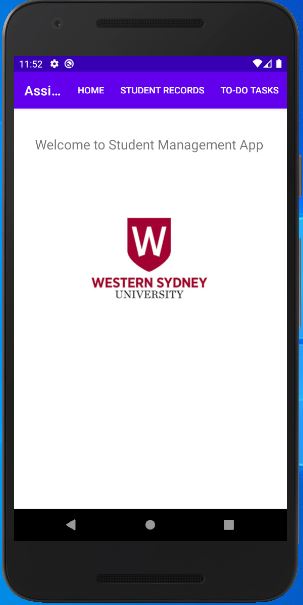 11:52
Assi... HOME STUDENT RECORDS TO-DO TASKS
Welcome to Student Management App
W
WESTERN SYDNEY
UNIVERSITY